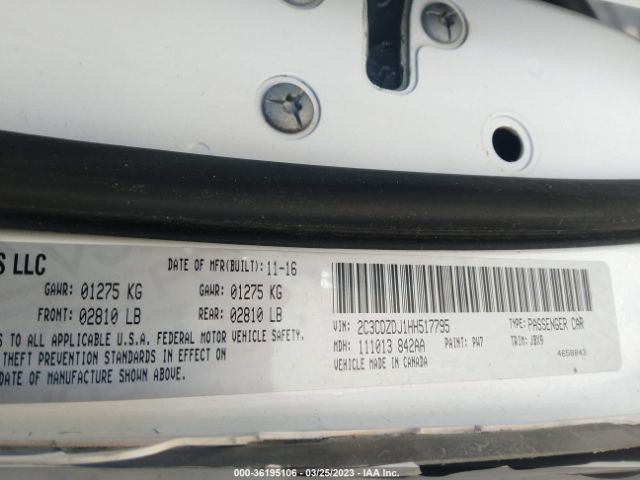 S LLC
DATE OF MFR(BUILT): 11-16
GAWR: 01275 KG GAWR: 01275 KG
FRONT: 02810 LB REAR: 02810 LB
S TO ALL APPLICABLE U.S.A. FEDERAL MOTOR VEHICLE SAFETY,
THEFT PREVENTION STANDARDS IN EFFECT ON
DATE OF MANUFACTURE SHOWN ABOVE.
VIN: 2C3CDZDJ1HH517795 TYPE: PASSENGER CAR
MDH: 111013 842AA PAINT: PW7 TRIM: JBX9
VEHICLE MADE IN CANADA 4658843
000-36195106 - 03/25/2023 - IAA Inc.